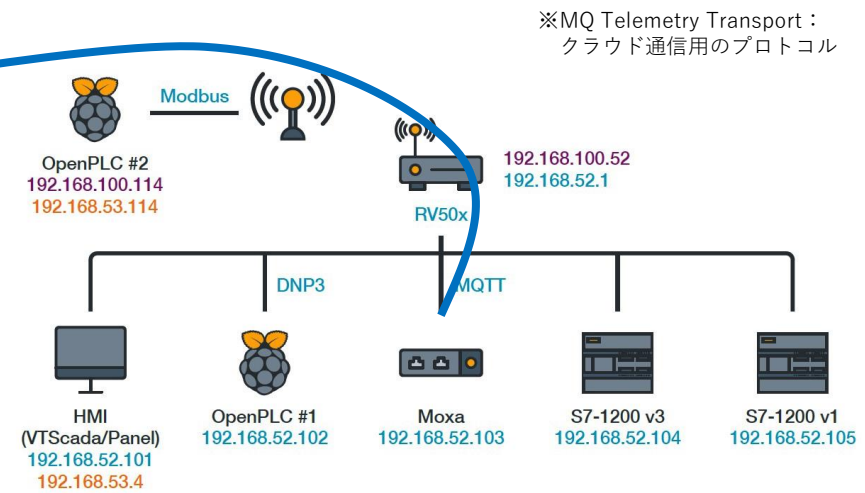 ※MQ Telemetry Transport：
クラウド通信用のプロトコル
Modbus
OpenPLC #2
192.168.100.114
192.168.53.114
192.168.100.52
192.168.52.1
RV50x
DNP3
MQTT
HMI
(VTScada/Panel)
192.168.52.101
192.168.53.4
OpenPLC #1
192.168.52.102
Moxa
192.168.52.103
S7-1200 v3
192.168.52.104
S7-1200 v1
192.168.52.105